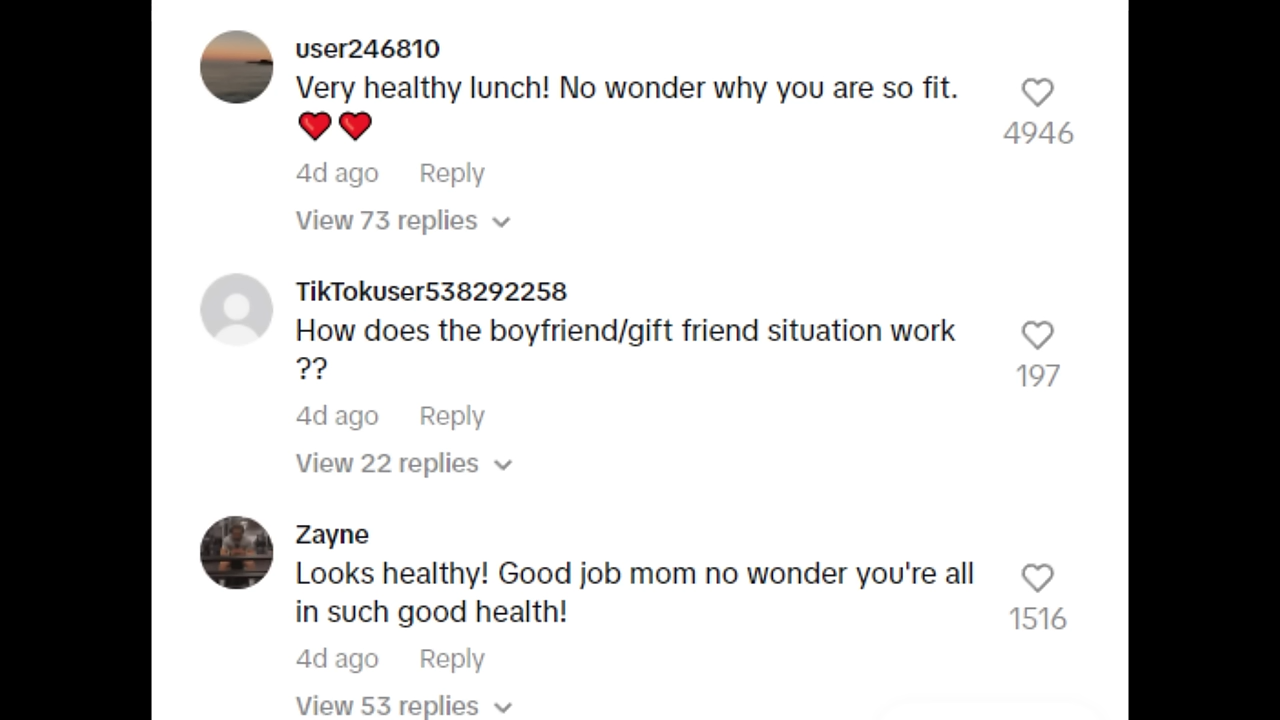 user246810
Very healthy lunch! No wonder why you are so fit.
❤️❤️
4946
4d ago Reply
View 73 replies
TikTokuser538292258
How does the boyfriend/gift friend situation work
??
197
4d ago Reply
View 22 replies
Zayne
Looks healthy! Good job mom no wonder you're all
in such good health!
1516
4d ago Reply
View 53 replies